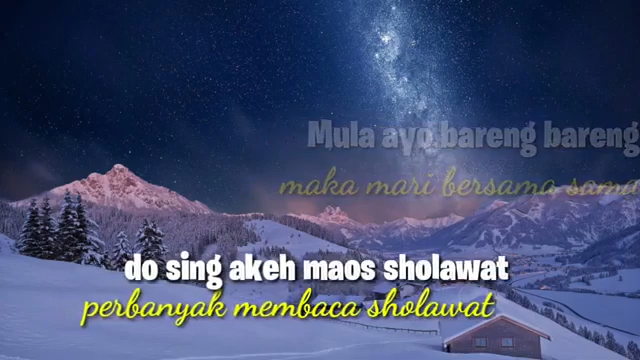 Mula ayo bareng bareng
maka mari bersama sama
do sing akeh maos sholawat
perbanyak membaca sholawat